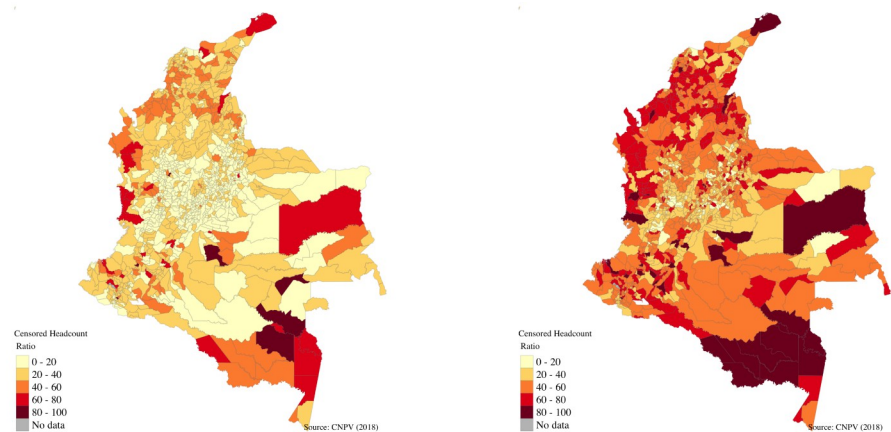 Censored Headcount
Ratio
0 - 20
20 - 40
40 - 60
60 - 80
80 - 100
No data
Source: CNPV (2018)
Censored Headcount
Ratio
0 - 20
20 - 40
40 - 60
60 - 80
80 - 100
No data
Source: CNPV (2018)